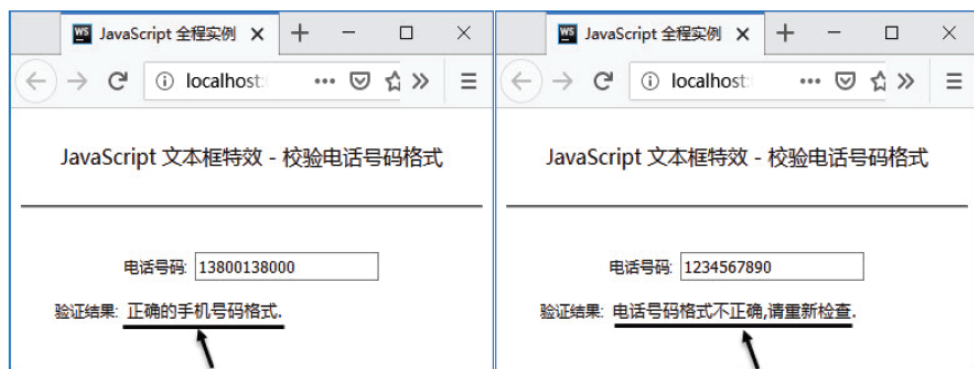 JavaScript 全程实例
localhost:
JavaScript 文本框特效 - 校验电话号码格式
电话号码: 13800138000
验证结果: 正确的手机号码格式.
JavaScript 全程实例
localhost:
JavaScript 文本框特效 - 校验电话号码格式
电话号码: 1234567890
验证结果: 电话号码格式不正确,请重新检查.